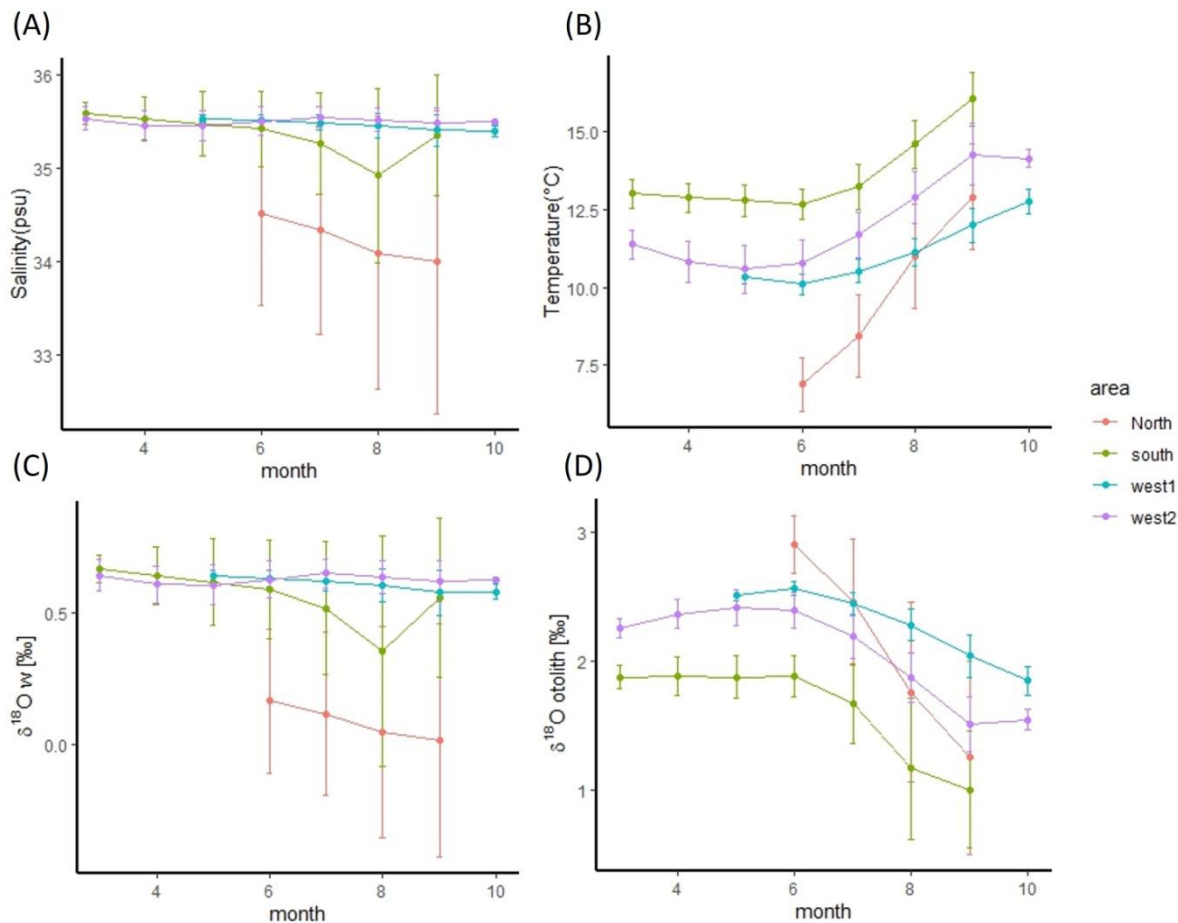 (A)
36
35
34
33
Salinity(psu)
4
6
8
10
month
(B)
15.0
12.5
10.0
7.5
Temperature(°C)
4
6
8
10
month
area
North
south
west1
west2
(C)
0.5
0.0
δ¹⁸O w [‰]
4
6
8
10
month
(D)
3
2
1
δ¹⁸O otolith [‰]
4
6
8
10
month